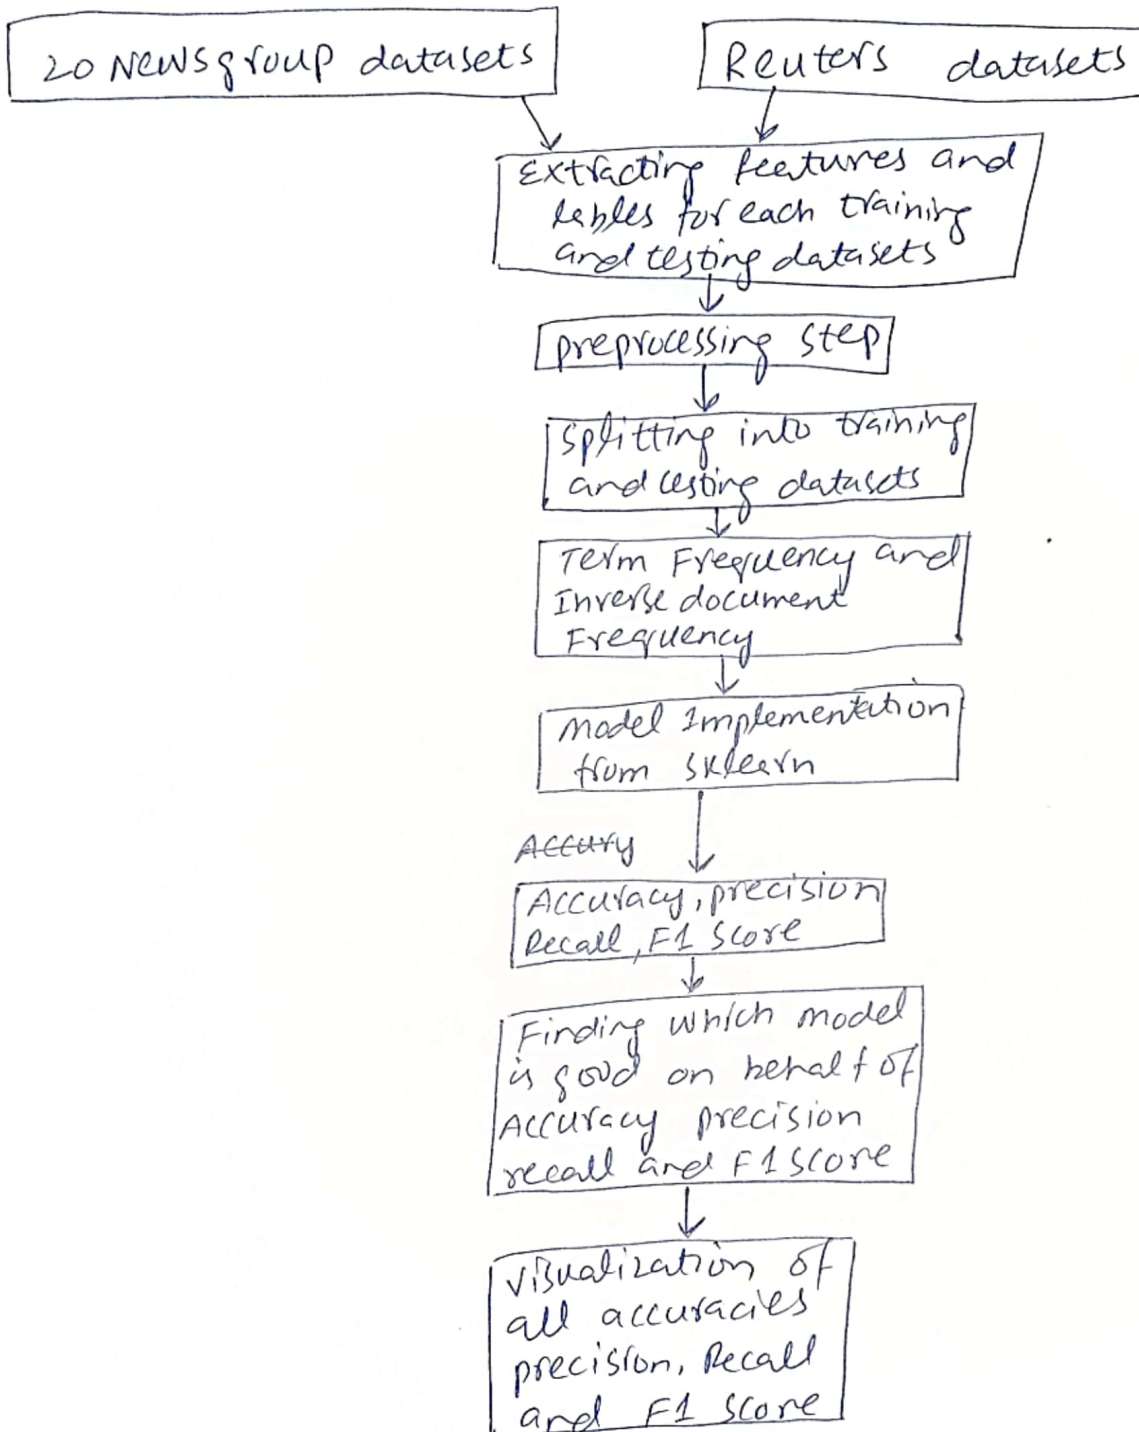 20 Newsgroup datasets
Reuters datasets
Extracting features and
lables for each training
and testing datasets
preprocessing step
Splitting into training
and testing datasets
Term Frequency and
Inverse document
Frequency
Model Implementation
from sklearn
Accury
Accuracy, precision
Recall, F1 Score
Finding which model
is good on behalf of
Accuracy precision
recall and F1 Score
visualization of
all accuracies
precision, Recall
and F1 Score